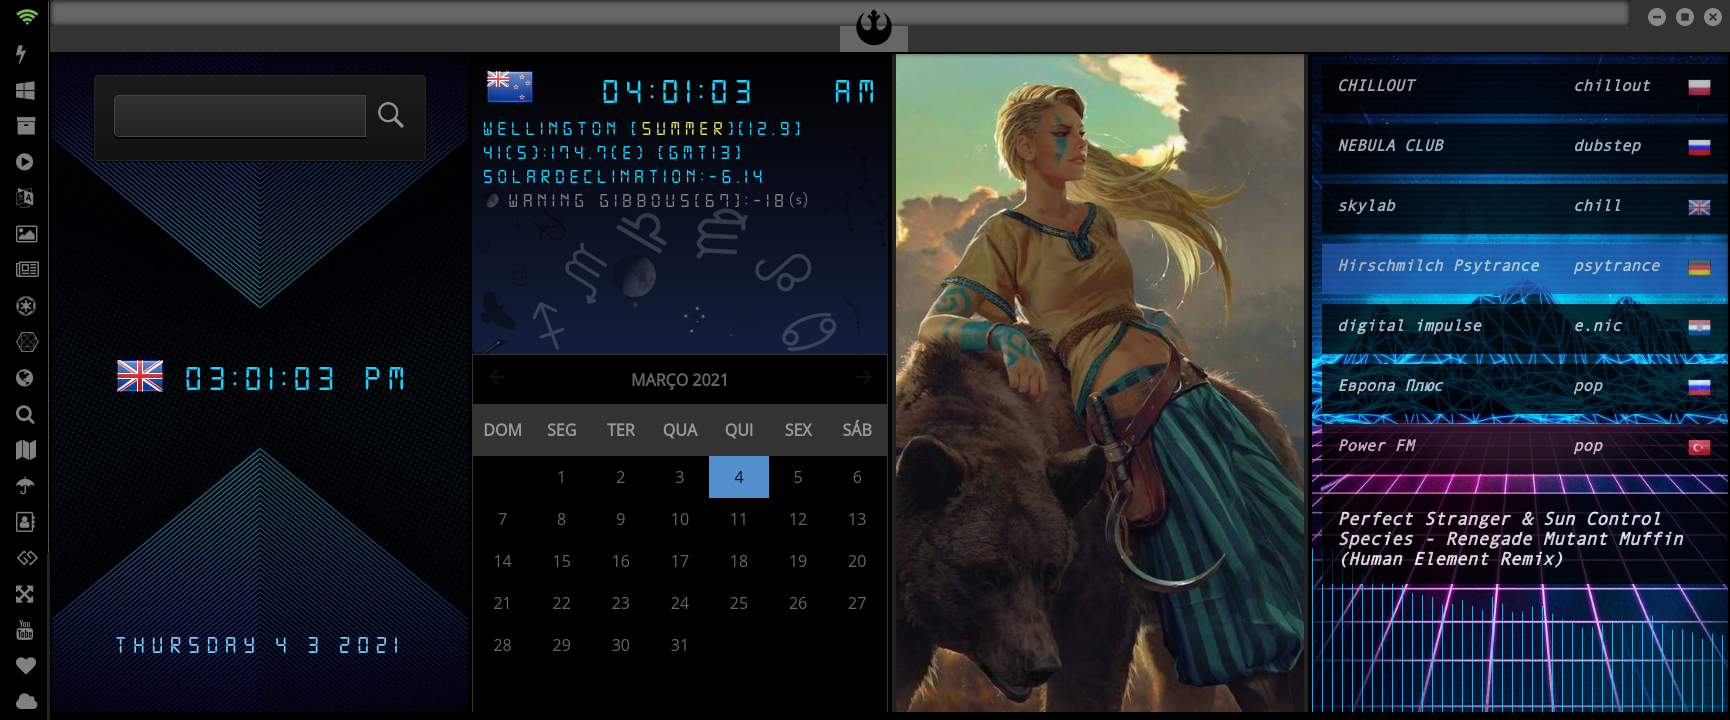 04:01:03 AM
WELLINGTON [SUMMER][12.9]
41(S):174.7(E) [GMT13]
SOLARDECLINATION:-6.14
WANING GIBBOUS[67]:-18(s)
03:01:03 PM
THURSDAY 4 3 2021
MARÇO 2021
DOM SEG TER QUA QUI SEX SÁB
1 2 3 4 5 6
7 8 9 10 11 12 13
14 15 16 17 18 19 20
21 22 23 24 25 26 27
28 29 30 31
CHILLOUT chillout
NEBULA CLUB dubstep
skylab chill
Hirschmilch Psytrance psytrance
digital impulse e.nic
Европа Плюс pop
Power FM pop
Perfect Stranger & Sun Control
Species - Renegade Mutant Muffin
(Human Element Remix)
You
Tube